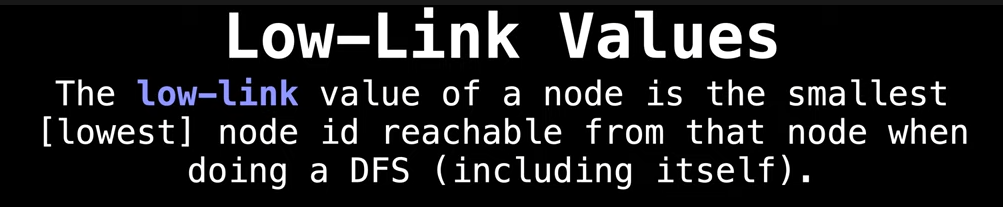 Low-Link Values
The low-link value of a node is the smallest
[lowest] node id reachable from that node when
doing a DFS (including itself).